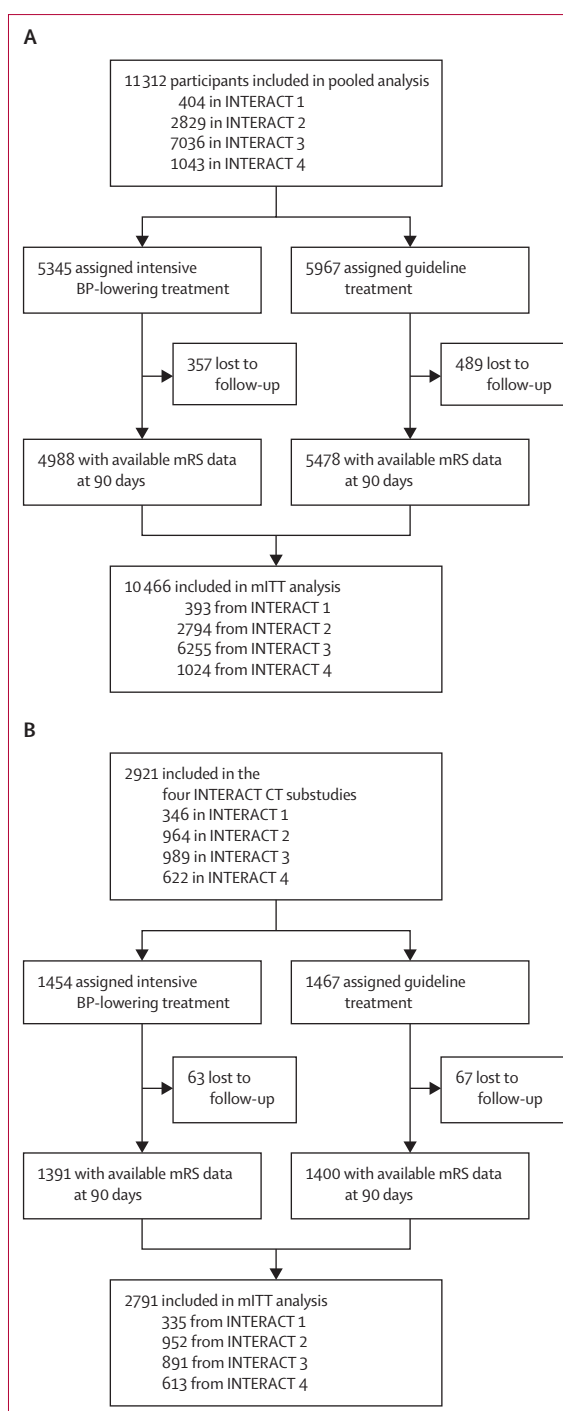 A
11312 participants included in pooled analysis
404 in INTERACT 1
2829 in INTERACT 2
7036 in INTERACT 3
1043 in INTERACT 4
5345 assigned intensive
BP-lowering treatment
5967 assigned guideline
treatment
357 lost to
follow-up
489 lost to
follow-up
4988 with available mRS data
at 90 days
5478 with available mRS data
at 90 days
10 466 included in mITT analysis
393 from INTERACT 1
2794 from INTERACT 2
6255 from INTERACT 3
1024 from INTERACT 4
B
2921 included in the
four INTERACT CT substudies
346 in INTERACT 1
964 in INTERACT 2
989 in INTERACT 3
622 in INTERACT 4
1454 assigned intensive
BP-lowering treatment
1467 assigned guideline
treatment
63 lost to
follow-up
67 lost to
follow-up
1391 with available mRS data
at 90 days
1400 with available mRS data
at 90 days
2791 included in mITT analysis
335 from INTERACT 1
952 from INTERACT 2
891 from INTERACT 3
613 from INTERACT 4